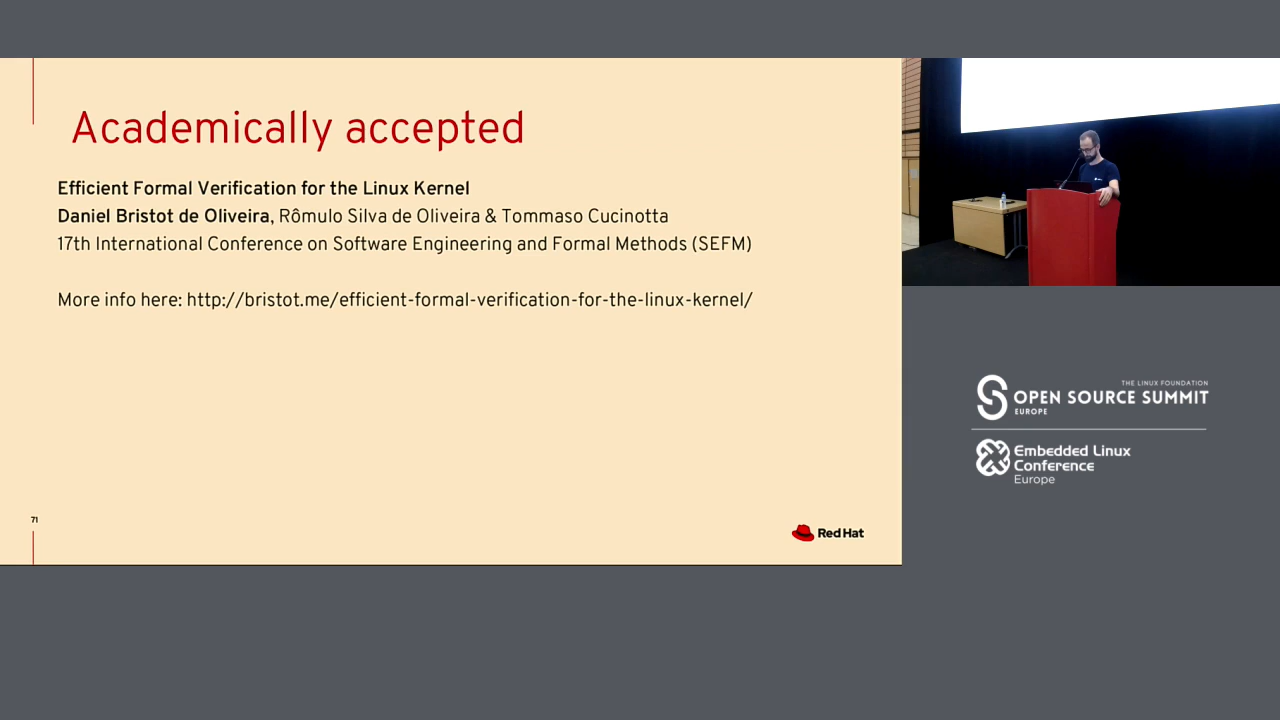 Academically accepted
Efficient Formal Verification for the Linux Kernel
Daniel Bristot de Oliveira, Rômulo Silva de Oliveira & Tommaso Cucinotta
17th International Conference on Software Engineering and Formal Methods (SEFM)
More info here: http://bristot.me/efficient-formal-verification-for-the-linux-kernel/
71
Red Hat
THE LINUX FOUNDATION
OPEN SOURCE SUMMIT
EUROPE
Embedded Linux
Conference
Europe